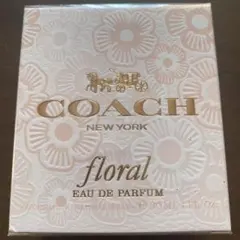 COACH
NEW YORK
floral
EAU DE PARFUM